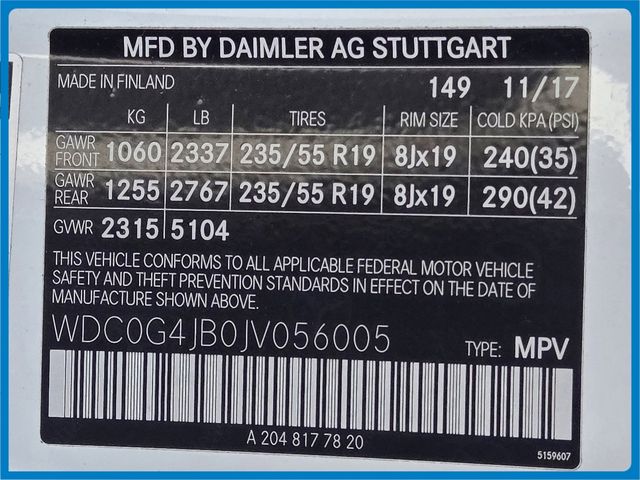 MFD BY DAIMLER AG STUTTGART
MADE IN FINLAND 149 11/17
KG LB TIRES RIM SIZE COLD KPA(PSI)
GAWR FRONT 1060 2337 235/55 R19 8Jx19 240(35)
GAWR REAR 1255 2767 235/55 R19 8Jx19 290(42)
GVWR 2315 5104
THIS VEHICLE CONFORMS TO ALL APPLICABLE FEDERAL MOTOR VEHICLE
SAFETY AND THEFT PREVENTION STANDARDS IN EFFECT ON THE DATE OF
MANUFACTURE SHOWN ABOVE.
WDC0G4JB0JV056005 TYPE: MPV
A 204 817 78 20
5159607